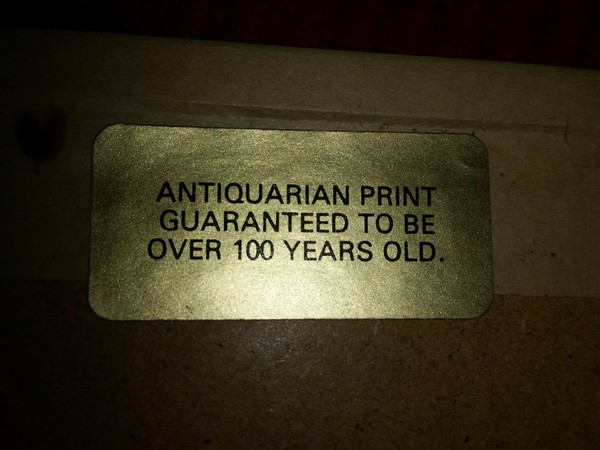 ANTIQUARIAN PRINT
GUARANTEED TO BE
OVER 100 YEARS OLD.